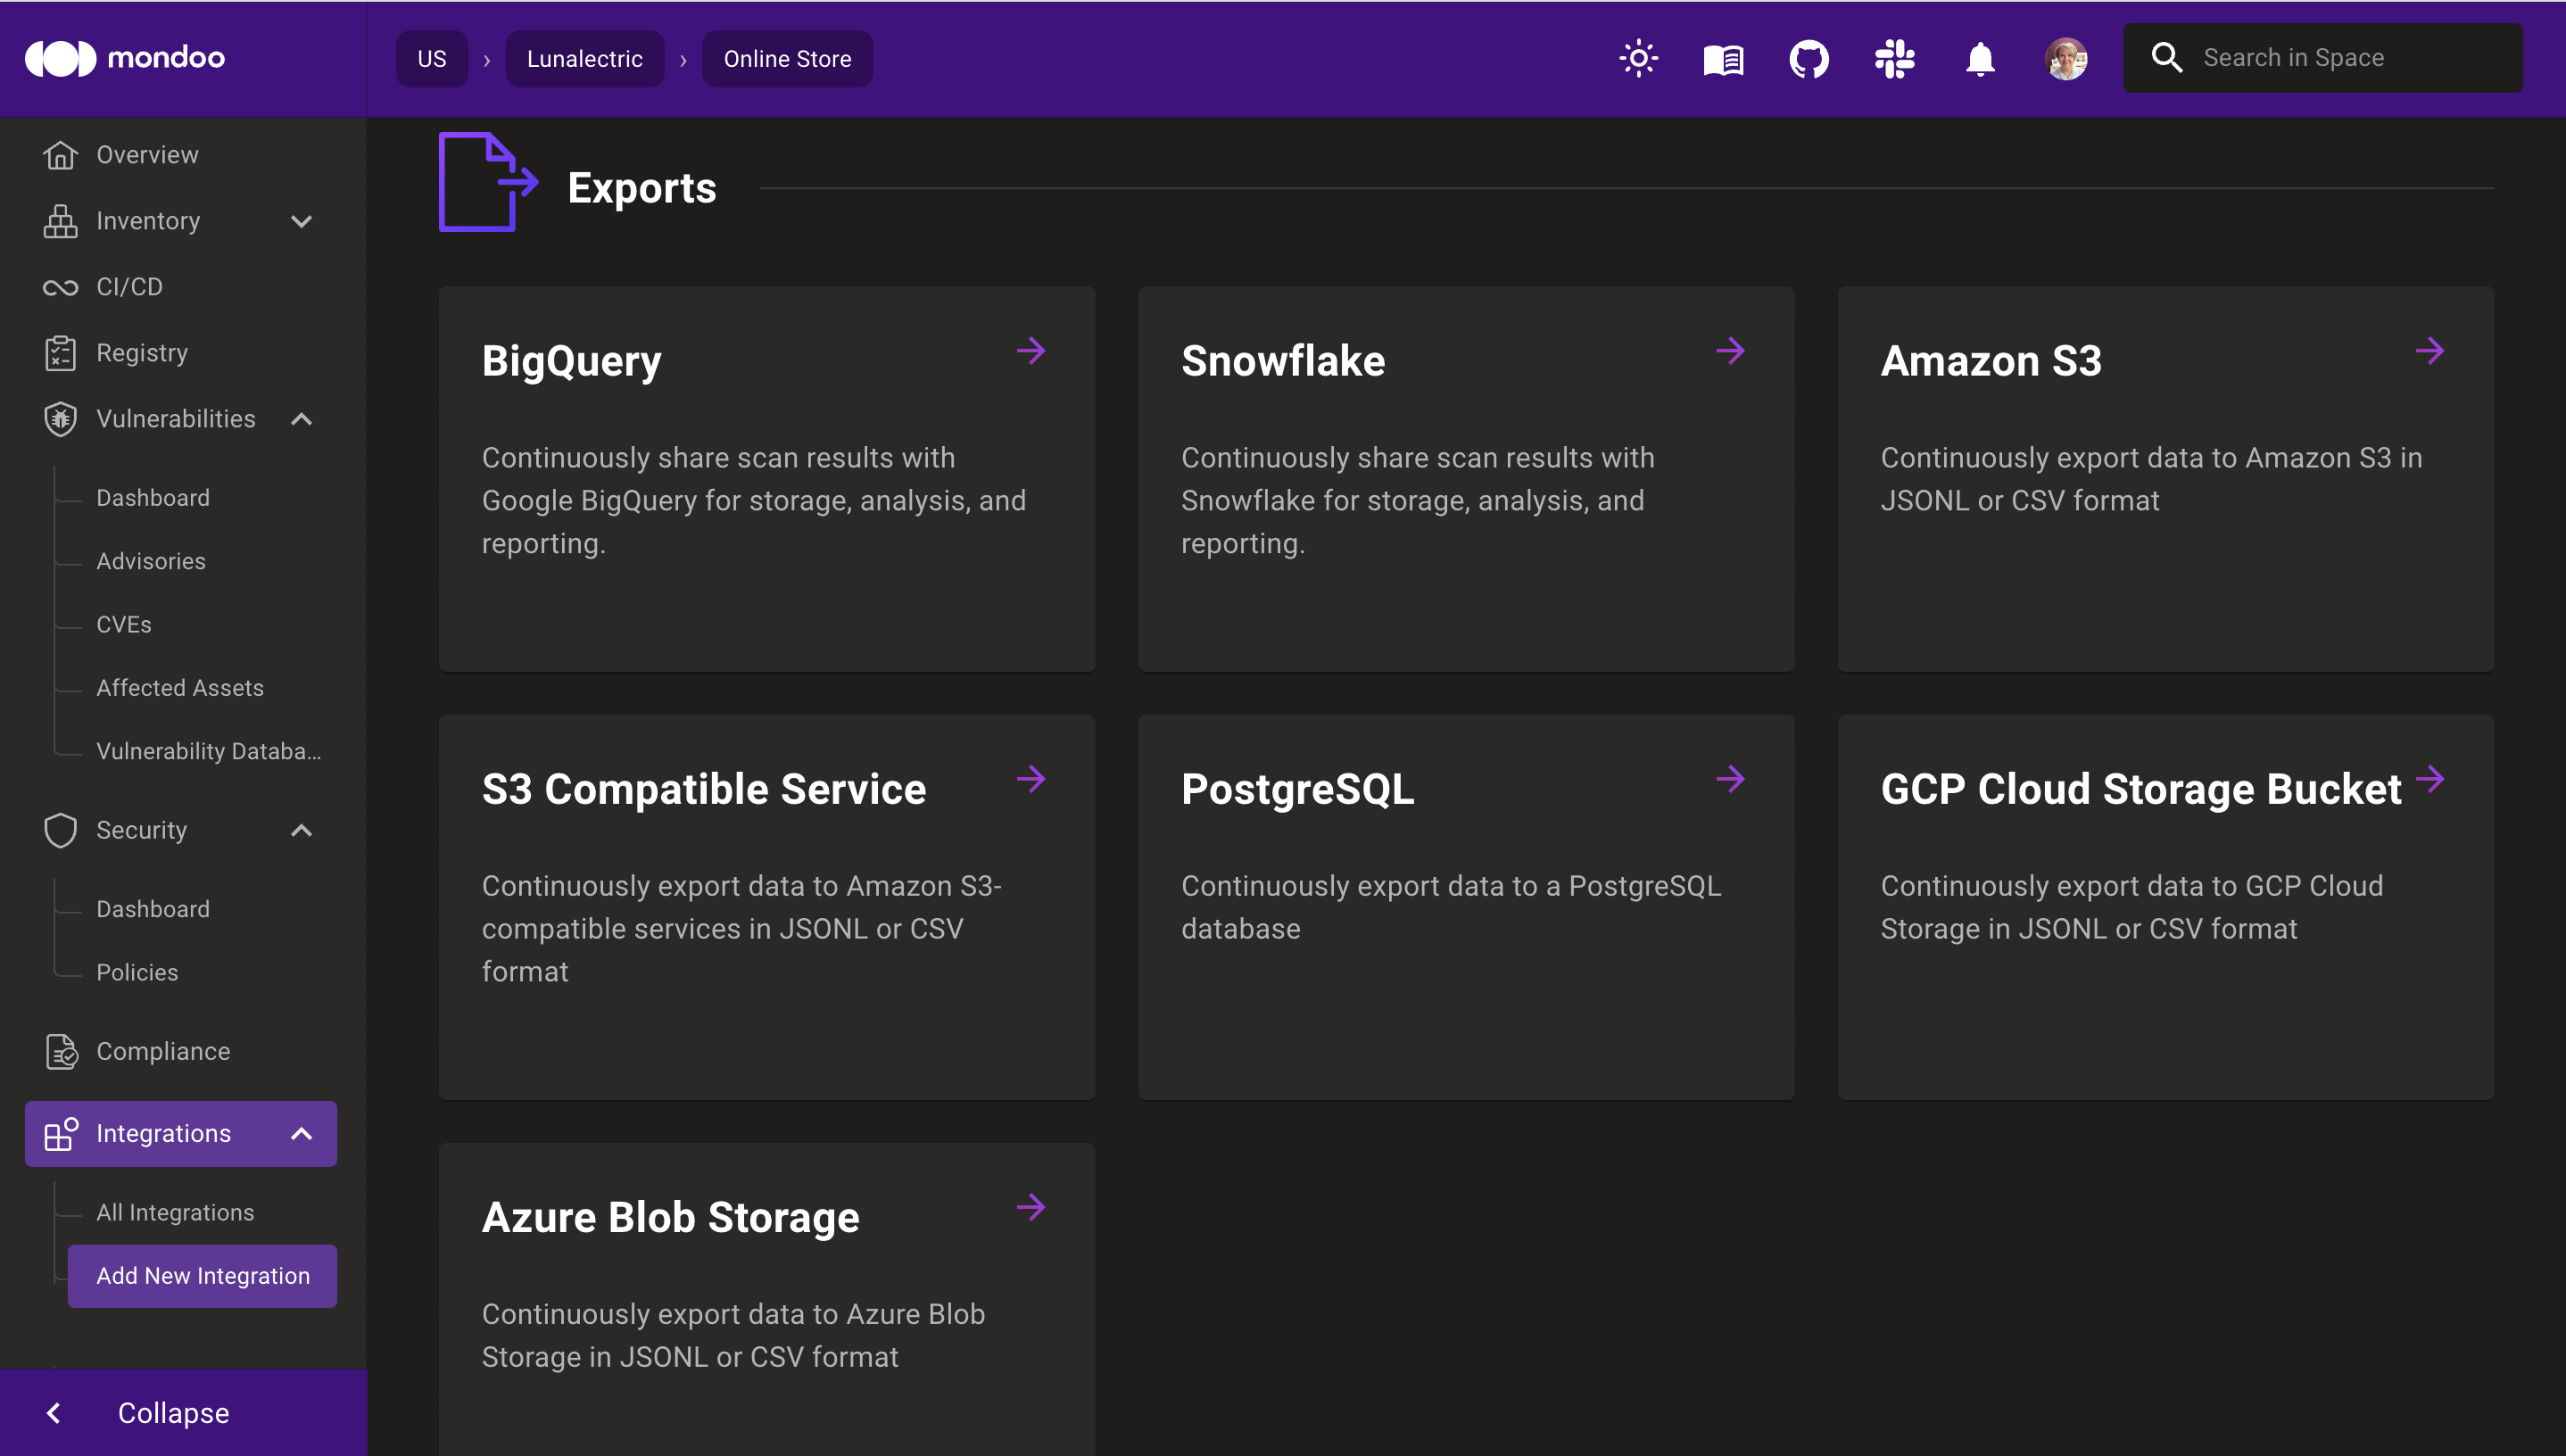 mondoo
US › Lunalectric › Online Store
Search in Space
Overview
Inventory
CI/CD
Registry
Vulnerabilities
Dashboard
Advisories
CVEs
Affected Assets
Vulnerability Databa...
Security
Dashboard
Policies
Compliance
Integrations
All Integrations
Add New Integration
Collapse
Exports
BigQuery
Continuously share scan results with
Google BigQuery for storage, analysis, and
reporting.
Snowflake
Continuously share scan results with
Snowflake for storage, analysis, and
reporting.
Amazon S3
Continuously export data to Amazon S3 in
JSONL or CSV format
S3 Compatible Service
Continuously export data to Amazon S3-
compatible services in JSONL or CSV
format
PostgreSQL
Continuously export data to a PostgreSQL
database
GCP Cloud Storage Bucket
Continuously export data to GCP Cloud
Storage in JSONL or CSV format
Azure Blob Storage
Continuously export data to Azure Blob
Storage in JSONL or CSV format